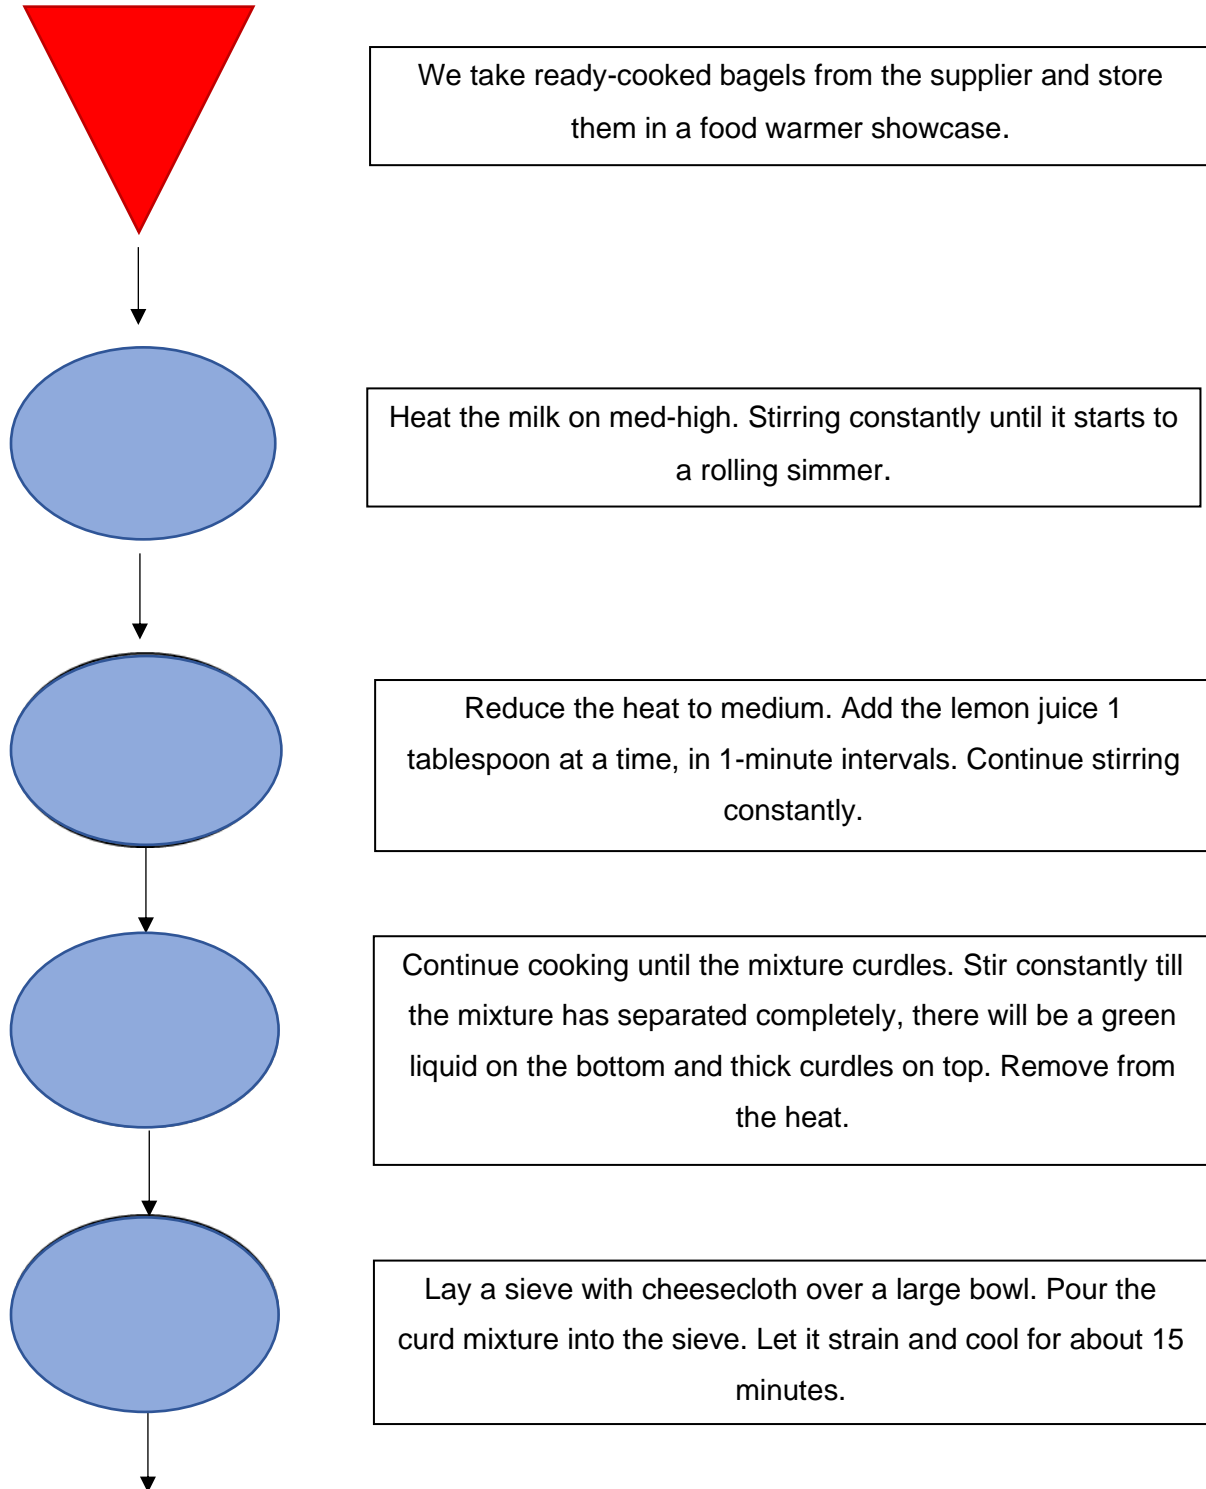 We take ready-cooked bagels from the supplier and store
them in a food warmer showcase.
Heat the milk on med-high. Stirring constantly until it starts to
a rolling simmer.
Reduce the heat to medium. Add the lemon juice 1
tablespoon at a time, in 1-minute intervals. Continue stirring
constantly.
Continue cooking until the mixture curdles. Stir constantly till
the mixture has separated completely, there will be a green
liquid on the bottom and thick curdles on top. Remove from
the heat.
Lay a sieve with cheesecloth over a large bowl. Pour the
curd mixture into the sieve. Let it strain and cool for about 15
minutes.